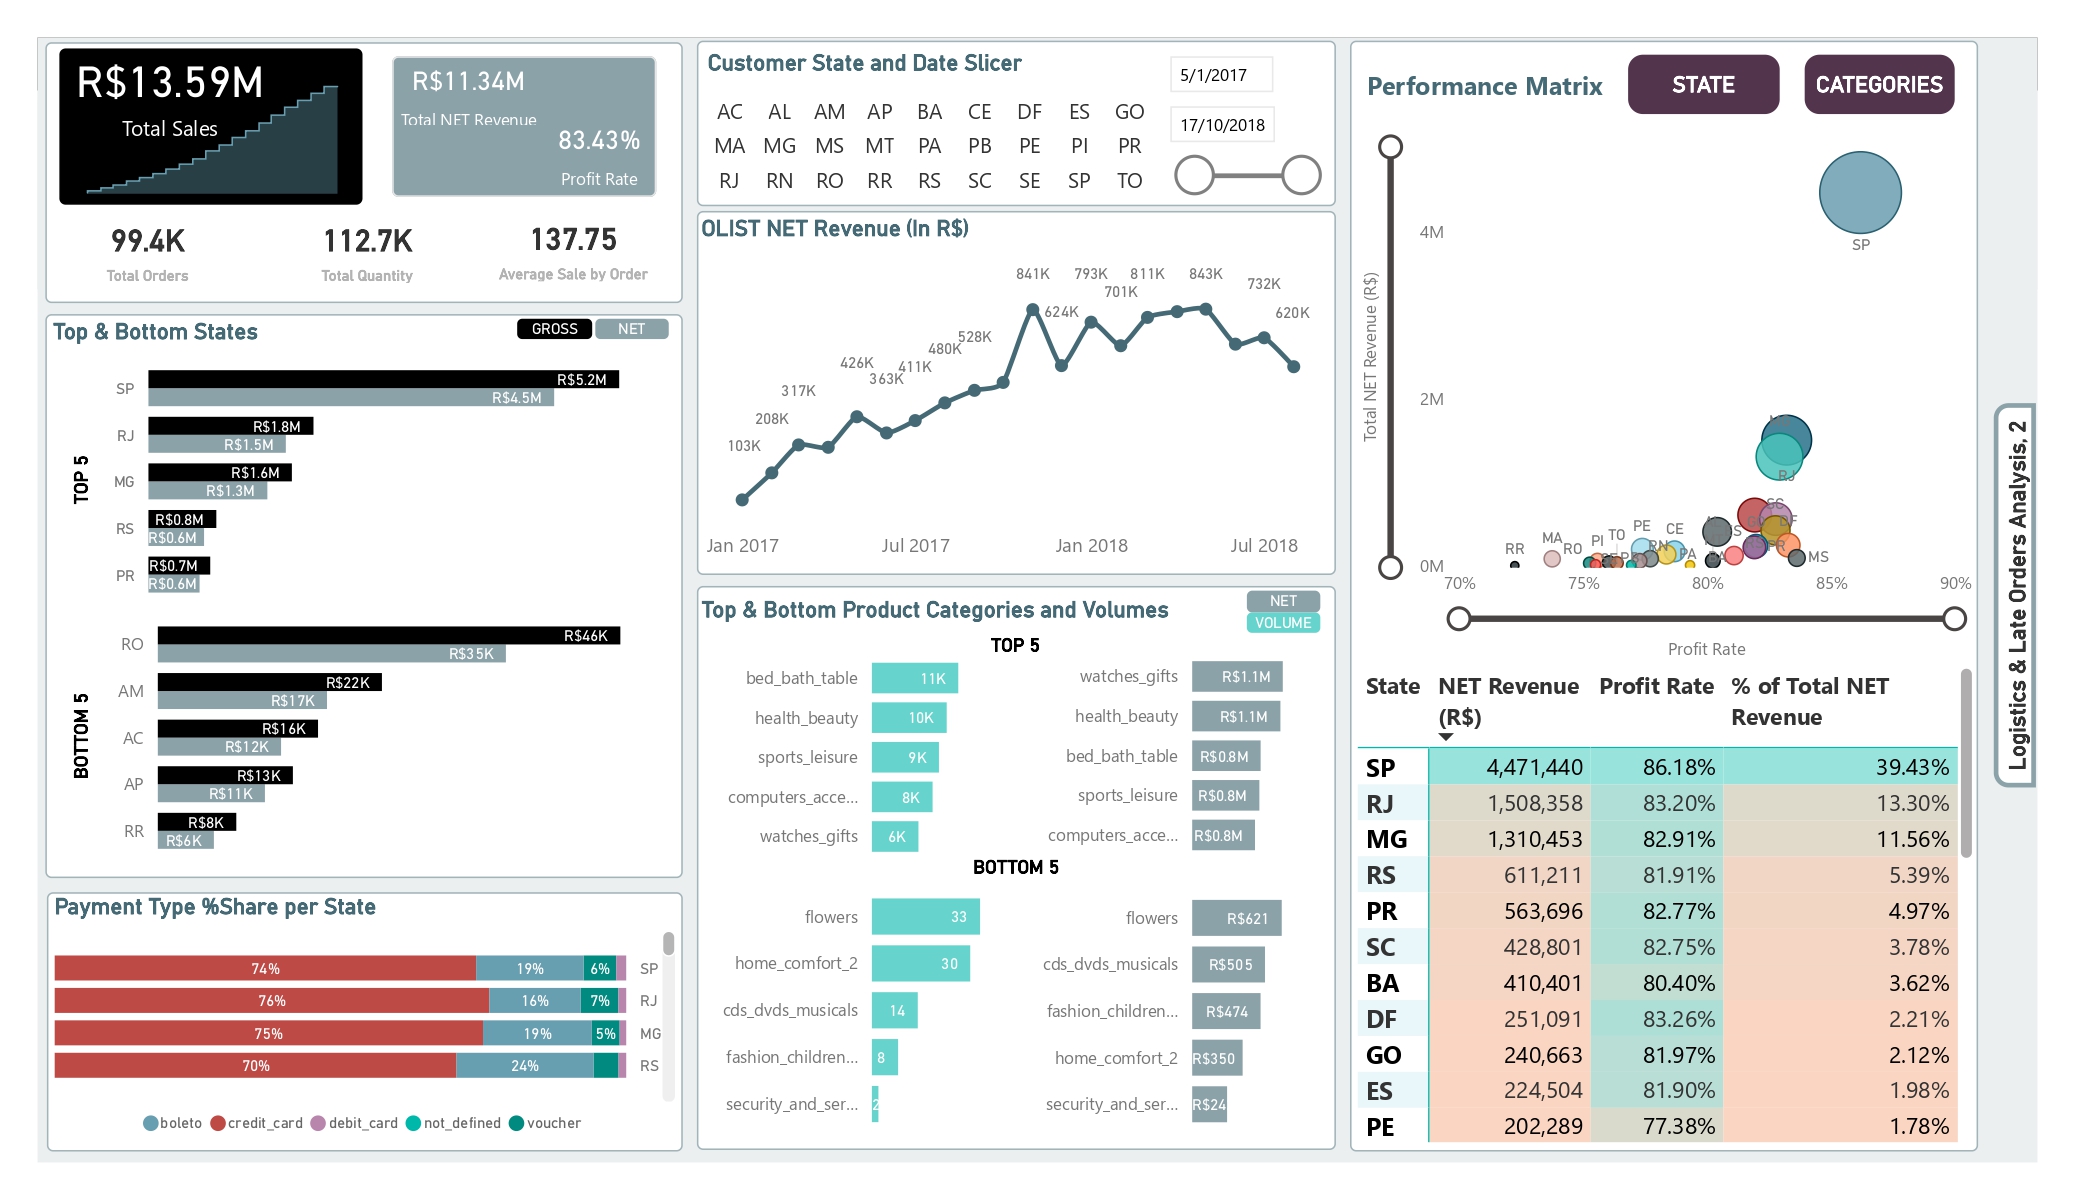 R$13.59M
Total Sales
R$11.34M
Total NET Revenue
83.43%
Profit Rate
99.4K
Total Orders
112.7K
Total Quantity
137.75
Average Sale by Order
Top & Bottom States
GROSS NET
TOP 5
SP R$5.2M
R$4.5M
RJ R$1.8M
R$1.5M
MG R$1.6M
R$1.3M
RS R$0.8M
R$0.6M
PR R$0.7M
R$0.6M
BOTTOM 5
RO R$46K
R$35K
AM R$22K
R$17K
AC R$16K
R$12K
AP R$13K
R$11K
RR R$8K
R$6K
Payment Type %Share per State
74% 19% 6% SP
76% 16% 7% RJ
75% 19% 5% MG
70% 24% RS
boleto credit_card debit_card not_defined voucher
Customer State and Date Slicer
AC AL AM AP BA CE DF ES GO
MA MG MS MT PA PB PE PI PR
RJ RN RO RR RS SC SE SP TO
5/1/2017
17/10/2018
OLIST NET Revenue (In R$)
103K 208K 317K 426K 363K 411K 480K 528K 841K 624K 793K 701K 811K 843K 732K 620K
Jan 2017 Jul 2017 Jan 2018 Jul 2018
Top & Bottom Product Categories and Volumes
NET
VOLUME
TOP 5
bed_bath_table 11K
health_beauty 10K
sports_leisure 9K
computers_acce... 8K
watches_gifts 6K
watches_gifts R$1.1M
health_beauty R$1.1M
bed_bath_table R$0.8M
sports_leisure R$0.8M
computers_acce... R$0.8M
BOTTOM 5
flowers 33
home_comfort_2 30
cds_dvds_musicals 14
fashion_children... 8
security_and_ser... 2
flowers R$621
cds_dvds_musicals R$505
fashion_children... R$474
home_comfort_2 R$350
security_and_ser... R$24
Performance Matrix
STATE
CATEGORIES
Total NET Revenue (R$)
4M
2M
0M
SP
RJ
SC
DF
MS
CE
PE
TO
PI
MA
RO
RR
RN
PA
PR
70% 75% 80% 85% 90%
Profit Rate
State NET Revenue Profit Rate % of Total NET
(R$) Revenue
SP 4,471,440 86.18% 39.43%
RJ 1,508,358 83.20% 13.30%
MG 1,310,453 82.91% 11.56%
RS 611,211 81.91% 5.39%
PR 563,696 82.77% 4.97%
SC 428,801 82.75% 3.78%
BA 410,401 80.40% 3.62%
DF 251,091 83.26% 2.21%
GO 240,663 81.97% 2.12%
ES 224,504 81.90% 1.98%
PE 202,289 77.38% 1.78%
Logistics & Late Orders Analysis, 2